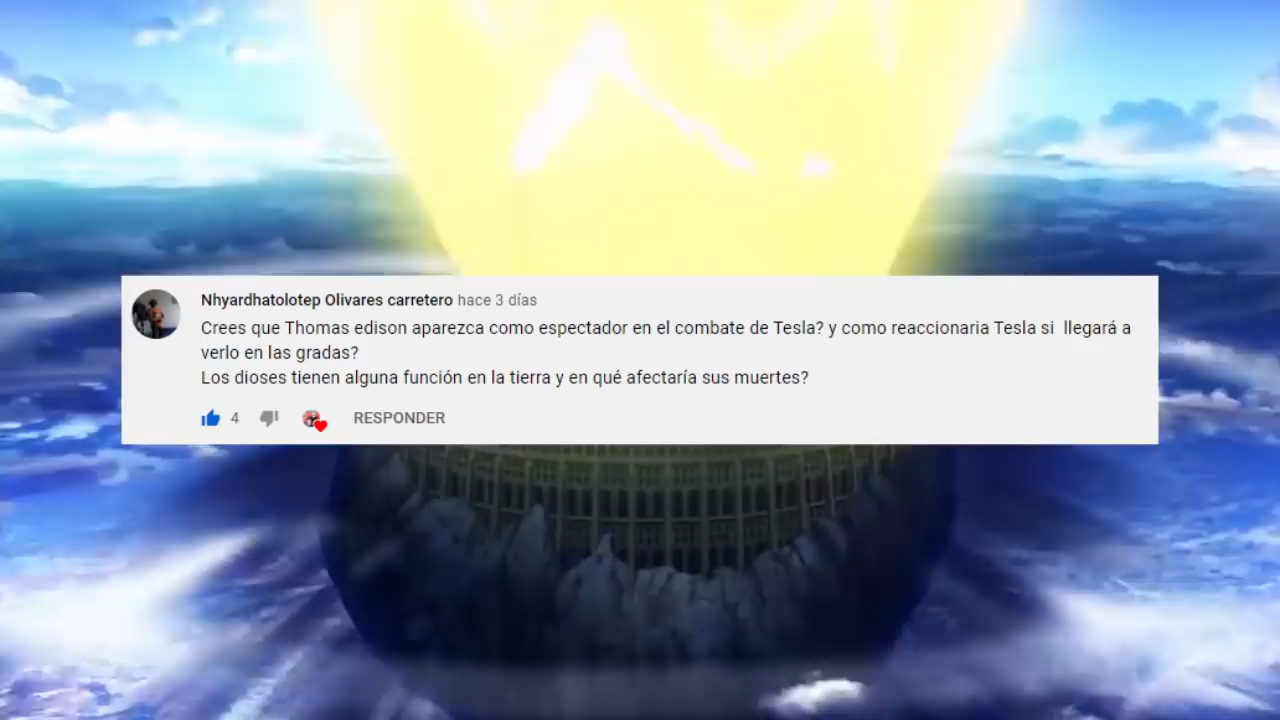 Nhyardhatolotep Olivares carretero hace 3 días
Crees que Thomas edison aparezca como espectador en el combate de Tesla? y como reaccionaria Tesla si  llegará a
verlo en las gradas?
Los dioses tienen alguna función en la tierra y en qué afectaría sus muertes?
4 RESPONDER